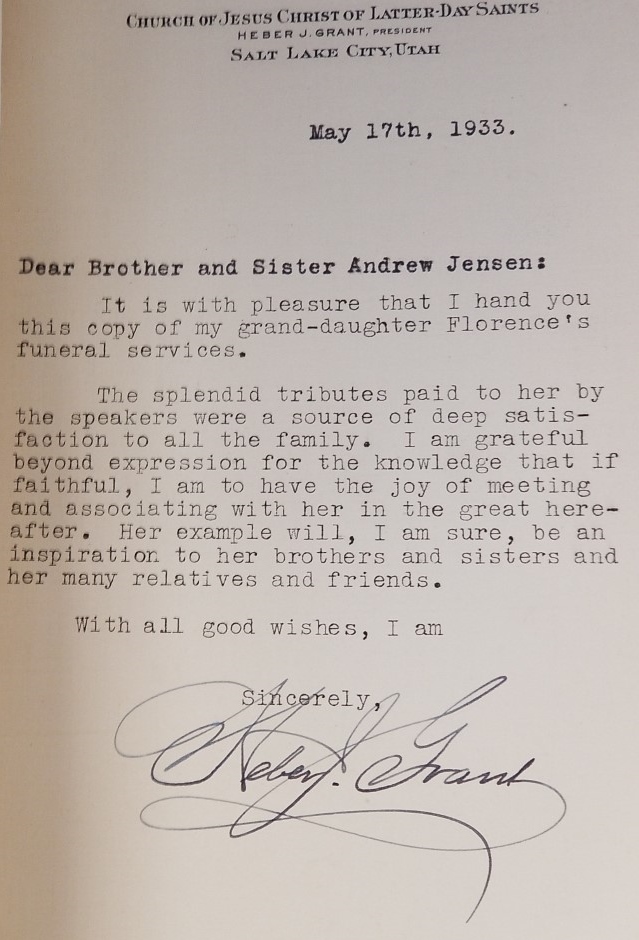 CHURCH OF JESUS CHRIST OF LATTER-DAY SAINTS
HEBER J. GRANT, PRESIDENT
SALT LAKE CITY, UTAH
May 17th, 1933.
Dear Brother and Sister Andrew Jensen:
It is with pleasure that I hand you
this copy of my grand-daughter Florence's
funeral services.
The splendid tributes paid to her by
the speakers were a source of deep satis-
faction to all the family. I am grateful
beyond expression for the knowledge that if
faithful, I am to have the joy of meeting
and associating with her in the great here-
after. Her example will, I am sure, be an
inspiration to her brothers and sisters and
her many relatives and friends.
With all good wishes, I am
Sincerely,
Heber J. Grant